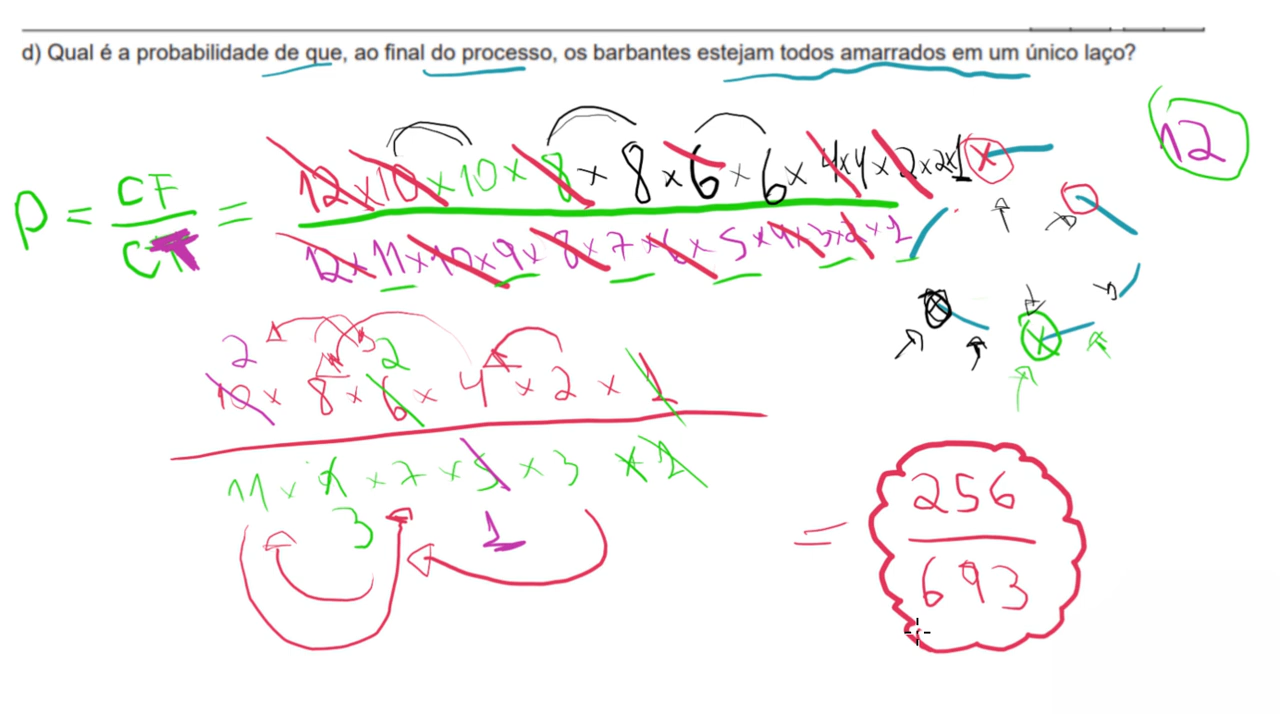 d) Qual é a probabilidade de que, ao final do processo, os barbantes estejam todos amarrados em um único laço?
12
12 x 10 x 10 x 8 x 8 x 6 x 6 x 4 x 4 x 2 x 2 x 1
P = CF =
12 x 11 x 10 x 9 x 8 x 7 x 6 x 5 x 4 x 3 x 2 x 1
2 2
10 x 8 x 6 x 4 x 2 x 1
11 x x 7 x 5 x 3 x 1
3 1
= 256
693